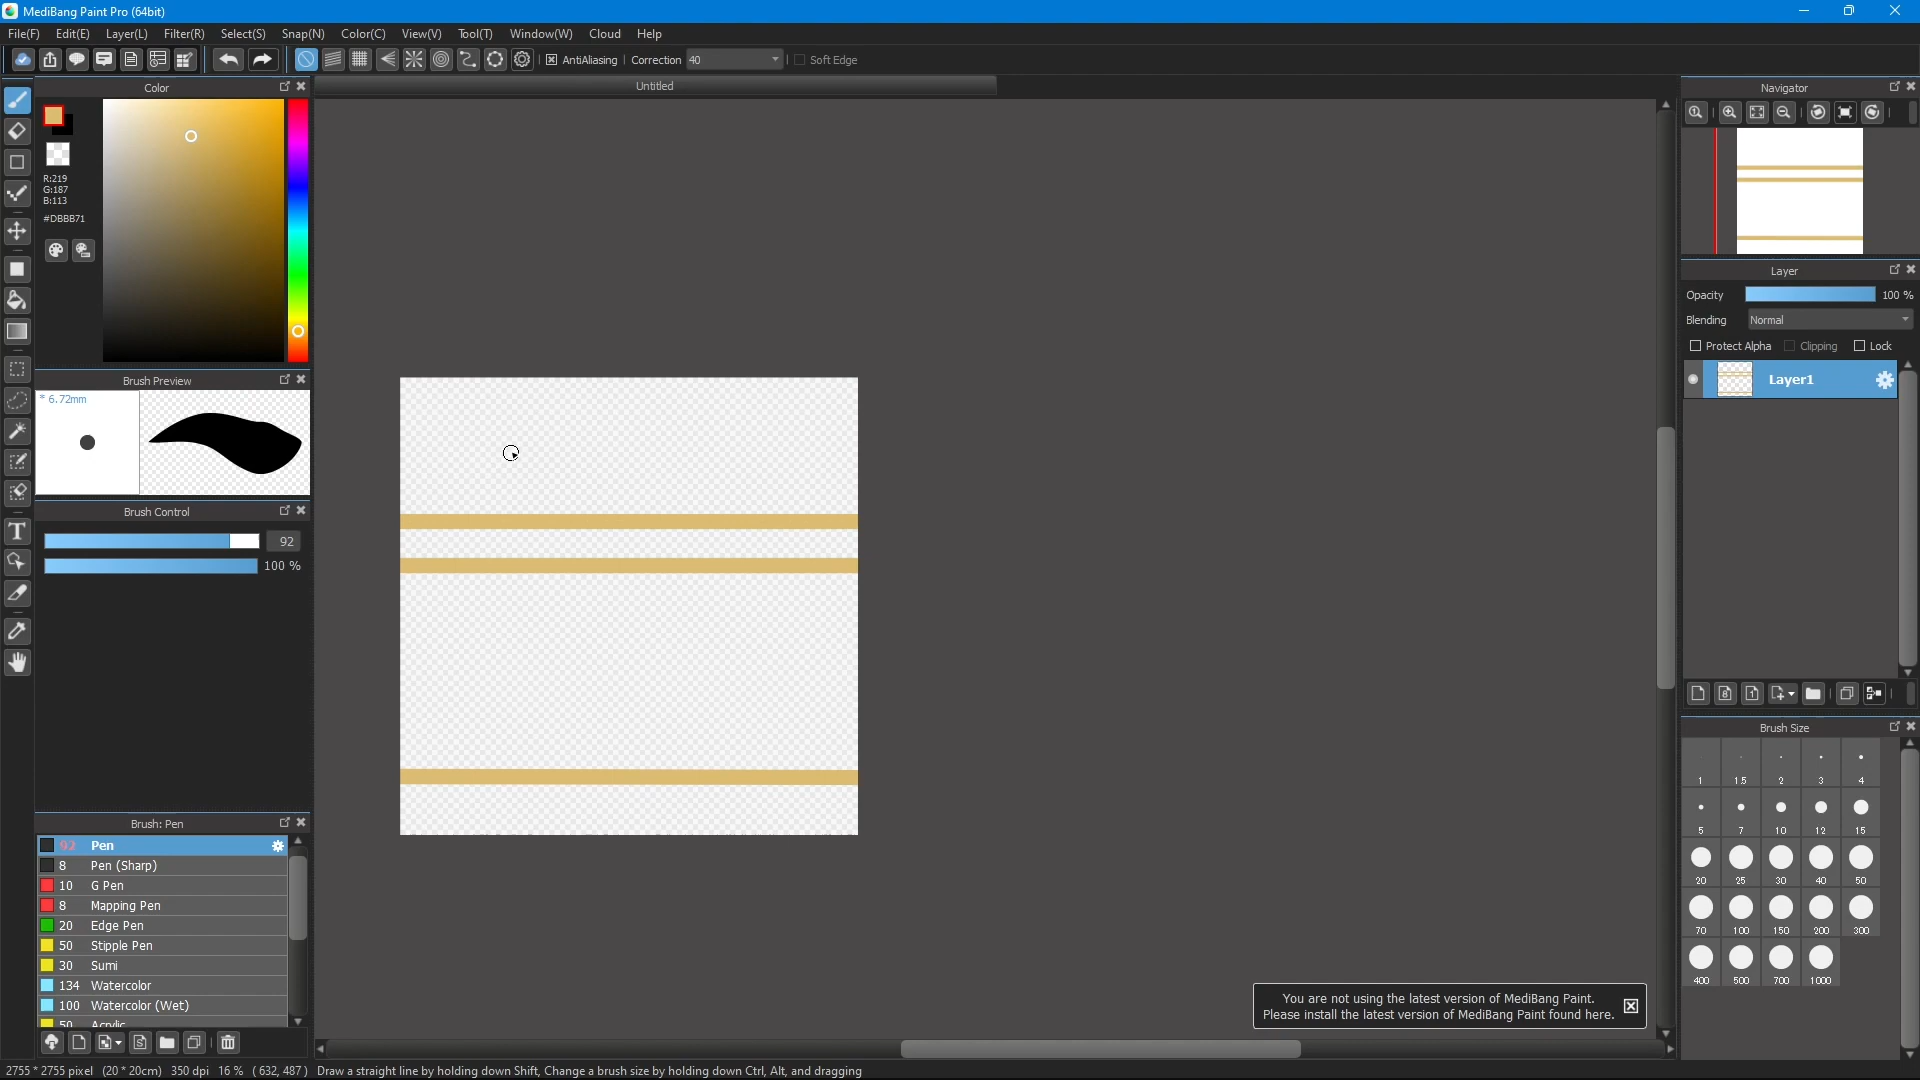 MediBang Paint Pro (64bit)
File(F) Edit(E) Layer(L) Filter(R) Select(S) Snap(N) Color(C) View(V) Tool(T) Window(W) Cloud Help
AntiAliasing Correction 40 Soft Edge
Color
Untitled
Navigator
R:219
G:187
B:113
#DBBB71
Layer
Opacity 100 %
Blending Normal
Protect Alpha Clipping Lock
Layer1
Brush Preview
* 6.72mm
Brush Control
92
100 %
Brush: Pen
92 Pen
8 Pen (Sharp)
10 G Pen
8 Mapping Pen
20 Edge Pen
50 Stipple Pen
30 Sumi
134 Watercolor
100 Watercolor (Wet)
50 Acrylic
Brush Size
1 1.5 2 3 4
5 7 10 12 15
20 25 30 40 50
70 100 150 200 300
400 500 700 1000
You are not using the latest version of MediBang Paint.
Please install the latest version of MediBang Paint found here.
2755 * 2755 pixel (20 * 20cm) 350 dpi 16 % ( 632, 487 ) Draw a straight line by holding down Shift, Change a brush size by holding down Ctrl, Alt, and dragging